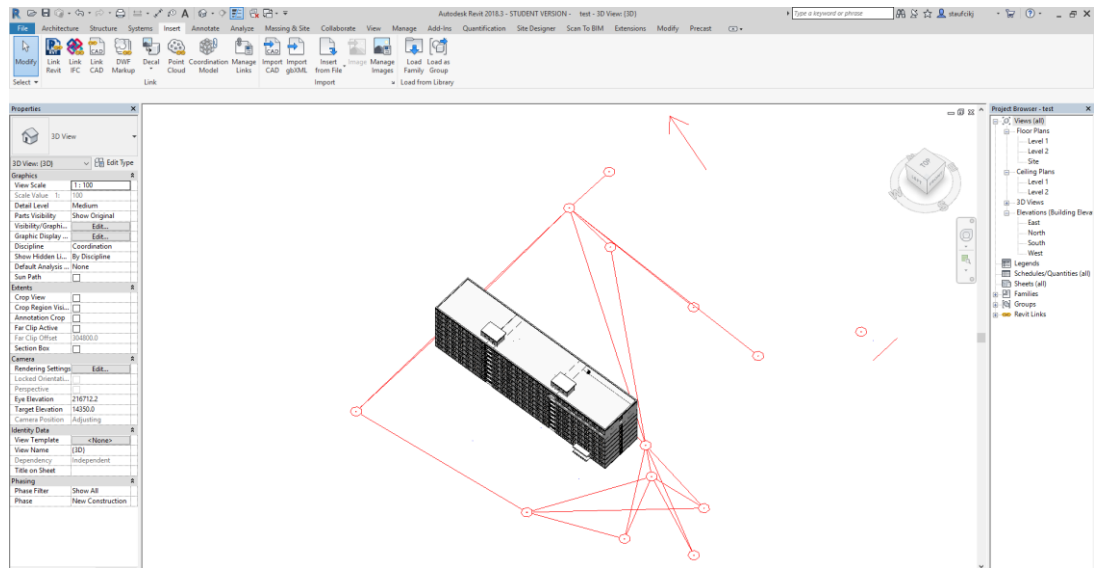 Autodesk Revit 2018.3 - STUDENT VERSION - test - 3D View: {3D}
Type a keyword or phrase
staufcikj
File Architecture Structure Systems Insert Annotate Analyze Massing & Site Collaborate View Manage Add-Ins Quantification Site Designer Scan To BIM Extensions Modify Precast
Modify
Link Revit
Link IFC
Link CAD
DWF Markup
Decal
Point Cloud
Coordination Model
Manage Links
Import CAD
Import gbXML
Insert from File
Image
Manage Images
Load Family
Load as Group
Select
Link
Import
Load from Library
Properties
3D View
3D View: {3D}
Edit Type
Graphics
View Scale 1 : 100
Scale Value 1: 100
Detail Level Medium
Parts Visibility Show Original
Visibility/Graphi... Edit...
Graphic Display ... Edit...
Discipline Coordination
Show Hidden Li... By Discipline
Default Analysis ... None
Sun Path
Extents
Crop View
Crop Region Visi...
Annotation Crop
Far Clip Active
Far Clip Offset 304800.0
Section Box
Camera
Rendering Settings Edit...
Locked Orientati...
Perspective
Eye Elevation 216712.2
Target Elevation 14350.0
Camera Position Adjusting
Identity Data
View Template <None>
View Name {3D}
Dependency Independent
Title on Sheet
Phasing
Phase Filter Show All
Phase New Construction
TOP
LEFT
Project Browser - test
Views (all)
Floor Plans
Level 1
Level 2
Site
Ceiling Plans
Level 1
Level 2
3D Views
Elevations (Building Eleva
East
North
South
West
Legends
Schedules/Quantities (all)
Sheets (all)
Families
Groups
Revit Links